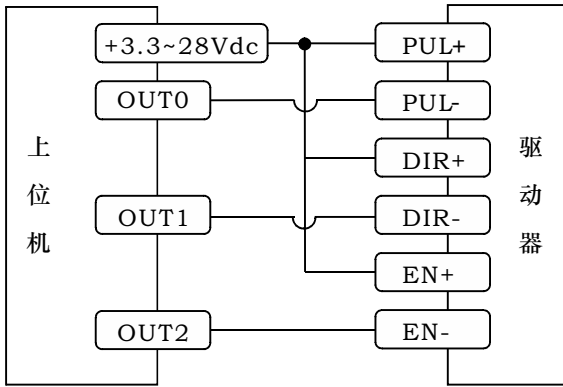 上位机
+3.3~28Vdc
OUT0
OUT1
OUT2
PUL+
PUL-
DIR+
DIR-
EN+
EN-
驱动器